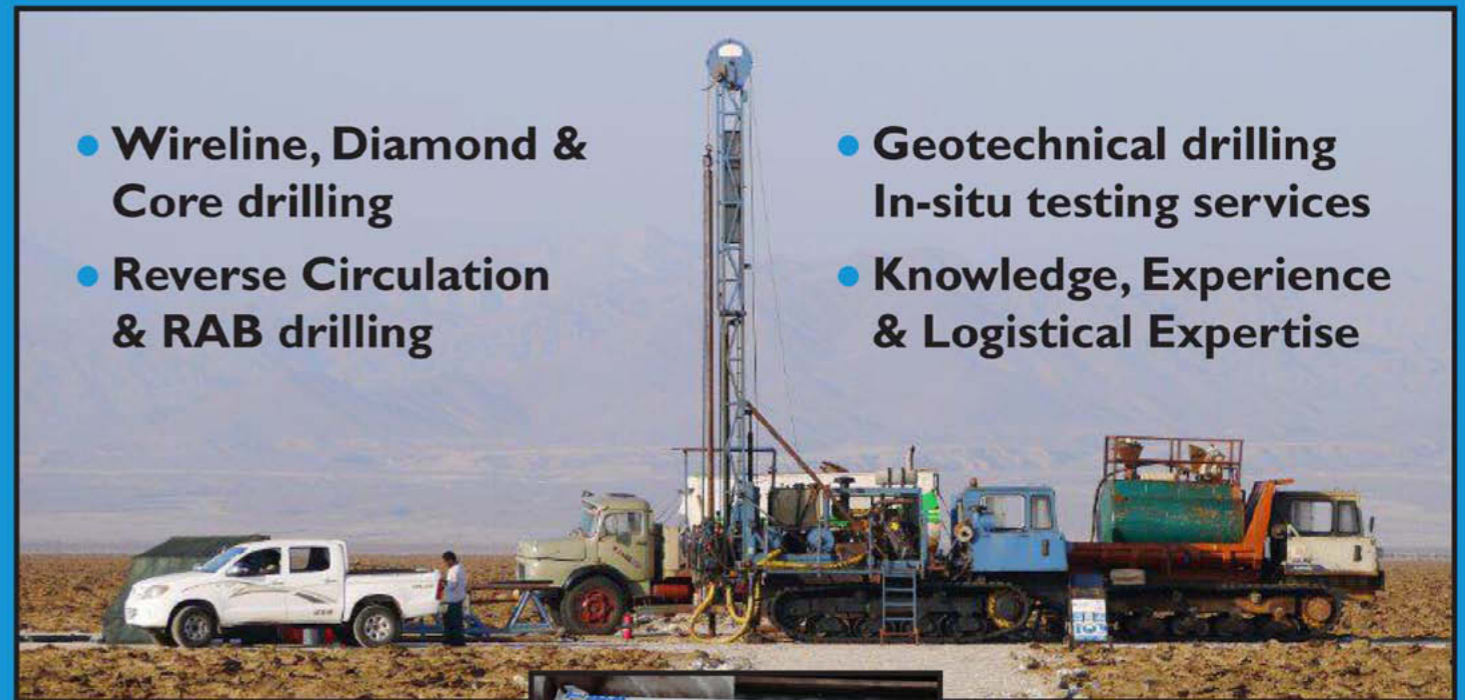 Wireline, Diamond &
Core drilling
Reverse Circulation
& RAB drilling
Geotechnical drilling
In-situ testing services
Knowledge, Experience
& Logistical Expertise